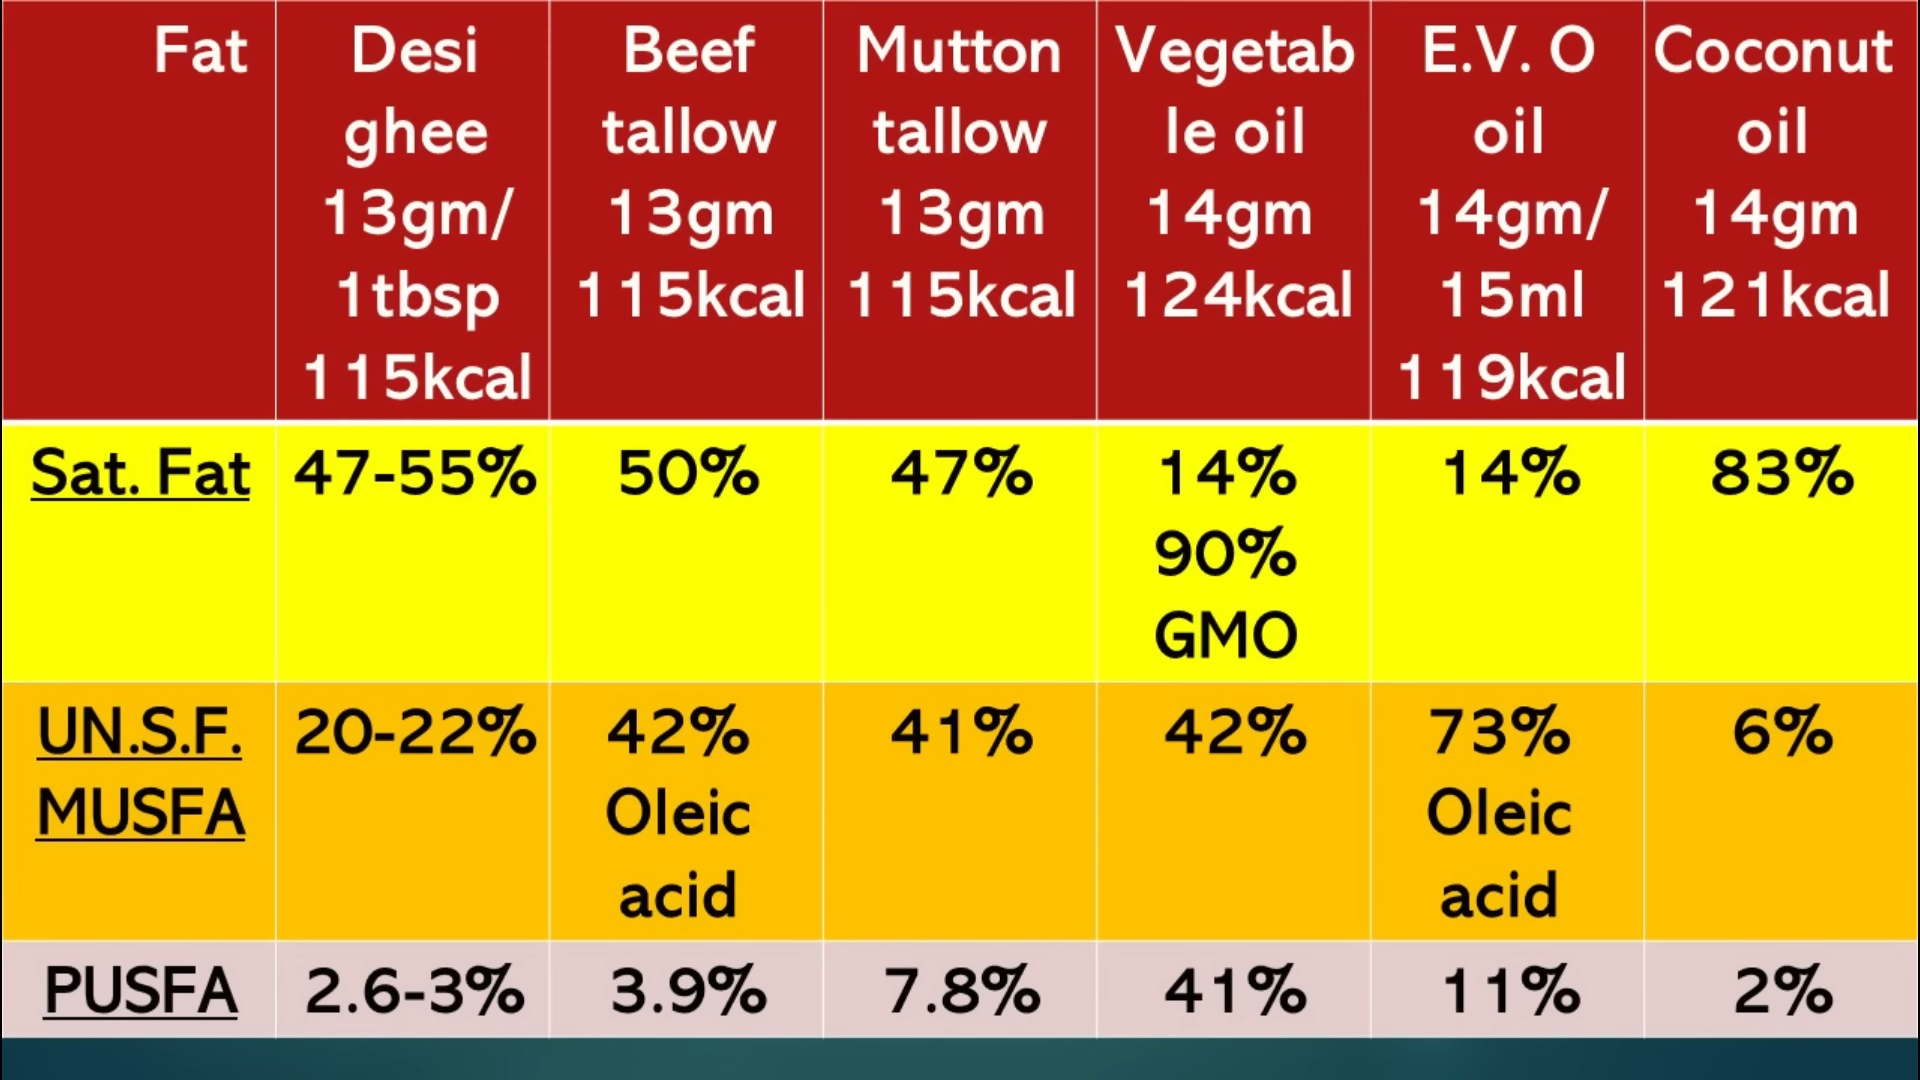 Fat
Desi
ghee
13gm/
1tbsp
115kcal
Beef
tallow
13gm
115kcal
Mutton
tallow
13gm
115kcal
Vegetab
le oil
14gm
124kcal
E.V. O
oil
14gm/
15ml
119kcal
Coconut
oil
14gm
121kcal
Sat. Fat
47-55%
50%
47%
14%
90%
GMO
14%
83%
UN.S.F.
MUSFA
20-22%
42%
Oleic
acid
41%
42%
73%
Oleic
acid
6%
PUSFA
2.6-3%
3.9%
7.8%
41%
11%
2%